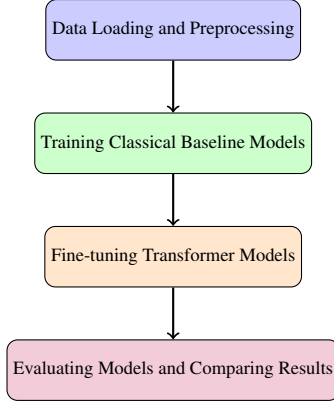 Data Loading and Preprocessing
Training Classical Baseline Models
Fine-tuning Transformer Models
Evaluating Models and Comparing Results